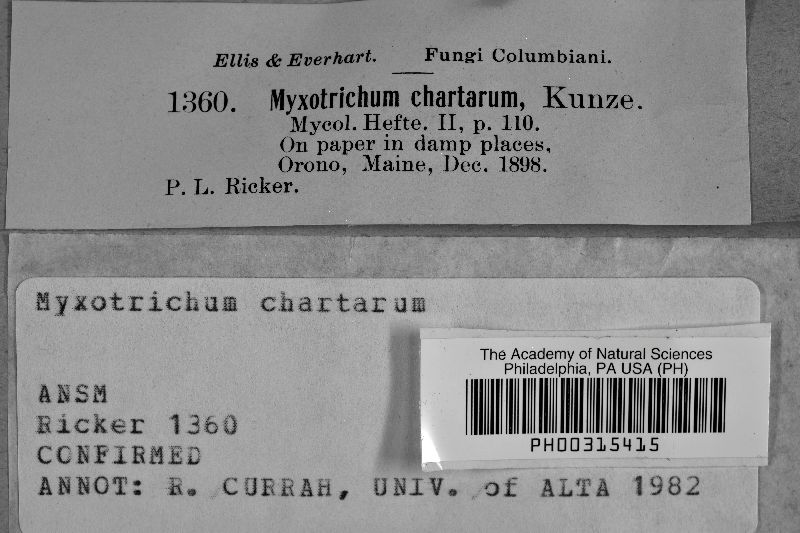 Ellis & Everhart. — Fungi Columbiani.
1360. Myxotrichum chartarum, Kunze.
Mycol. Hefte. II, p. 110.
On paper in damp places,
Orono, Maine, Dec. 1898.
P. L. Ricker.
Myxotrichum chartarum
The Academy of Natural Sciences
Philadelphia, PA USA (PH)
PH00315415
ANSM
Ricker 1360
CONFIRMED
ANNOT: R. CURRAH, UNIV. of ALTA 1982